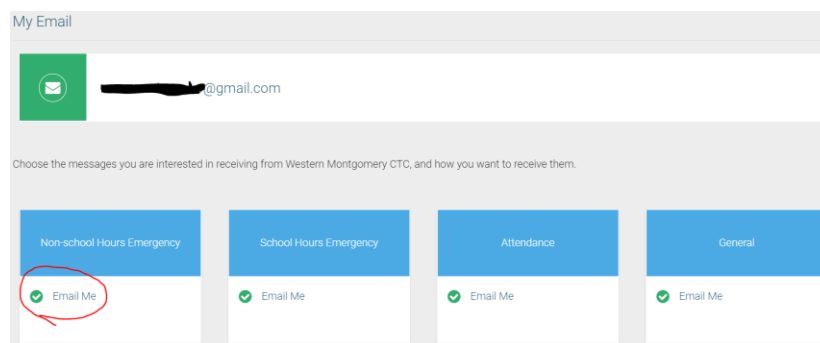 My Email
@gmail.com
Choose the messages you are interested in receiving from Western Montgomery CTC, and how you want to receive them.
Non-school Hours Emergency School Hours Emergency Attendance General
Email Me Email Me Email Me Email Me